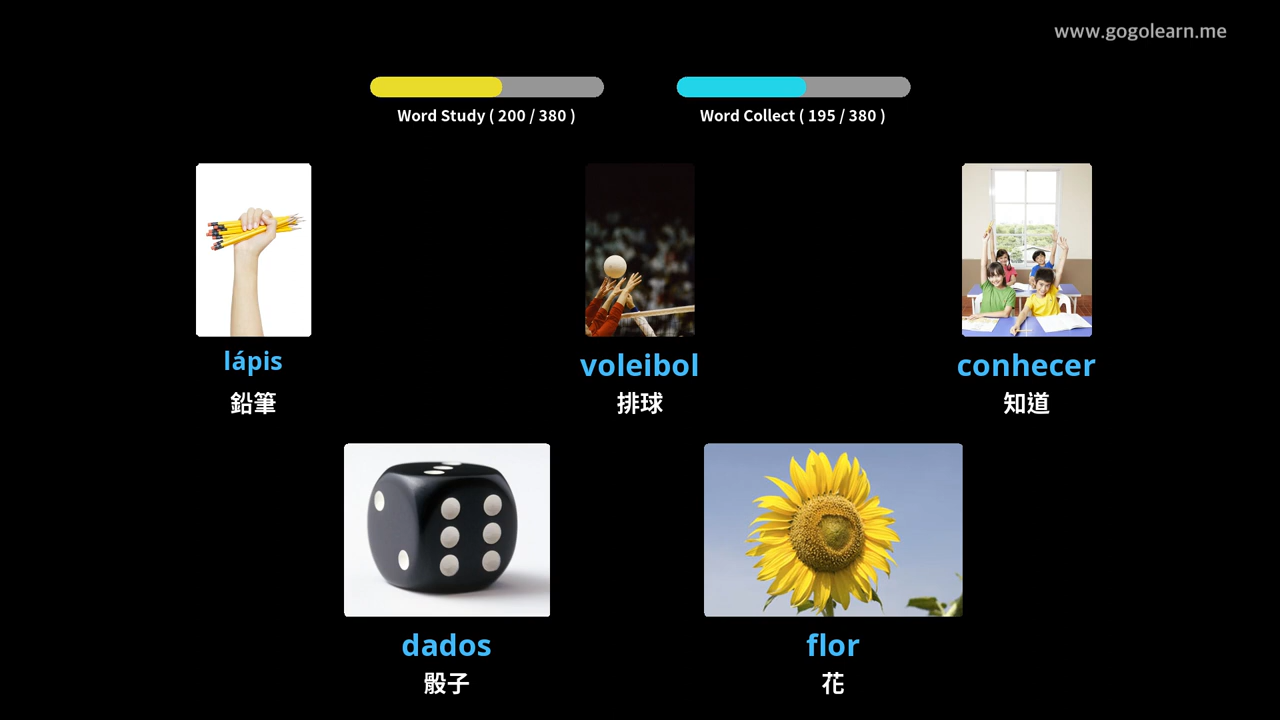 www.gogolearn.me
Word Study ( 200 / 380 )
Word Collect ( 195 / 380 )
lápis
鉛筆
voleibol
排球
conhecer
知道
dados
骰子
flor
花